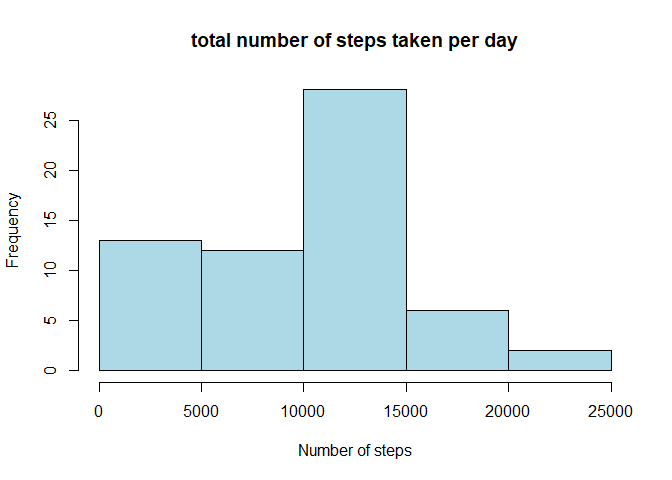 total number of steps taken per day
Frequency
25
20
15
10
5
0
0 5000 10000 15000 20000 25000
Number of steps